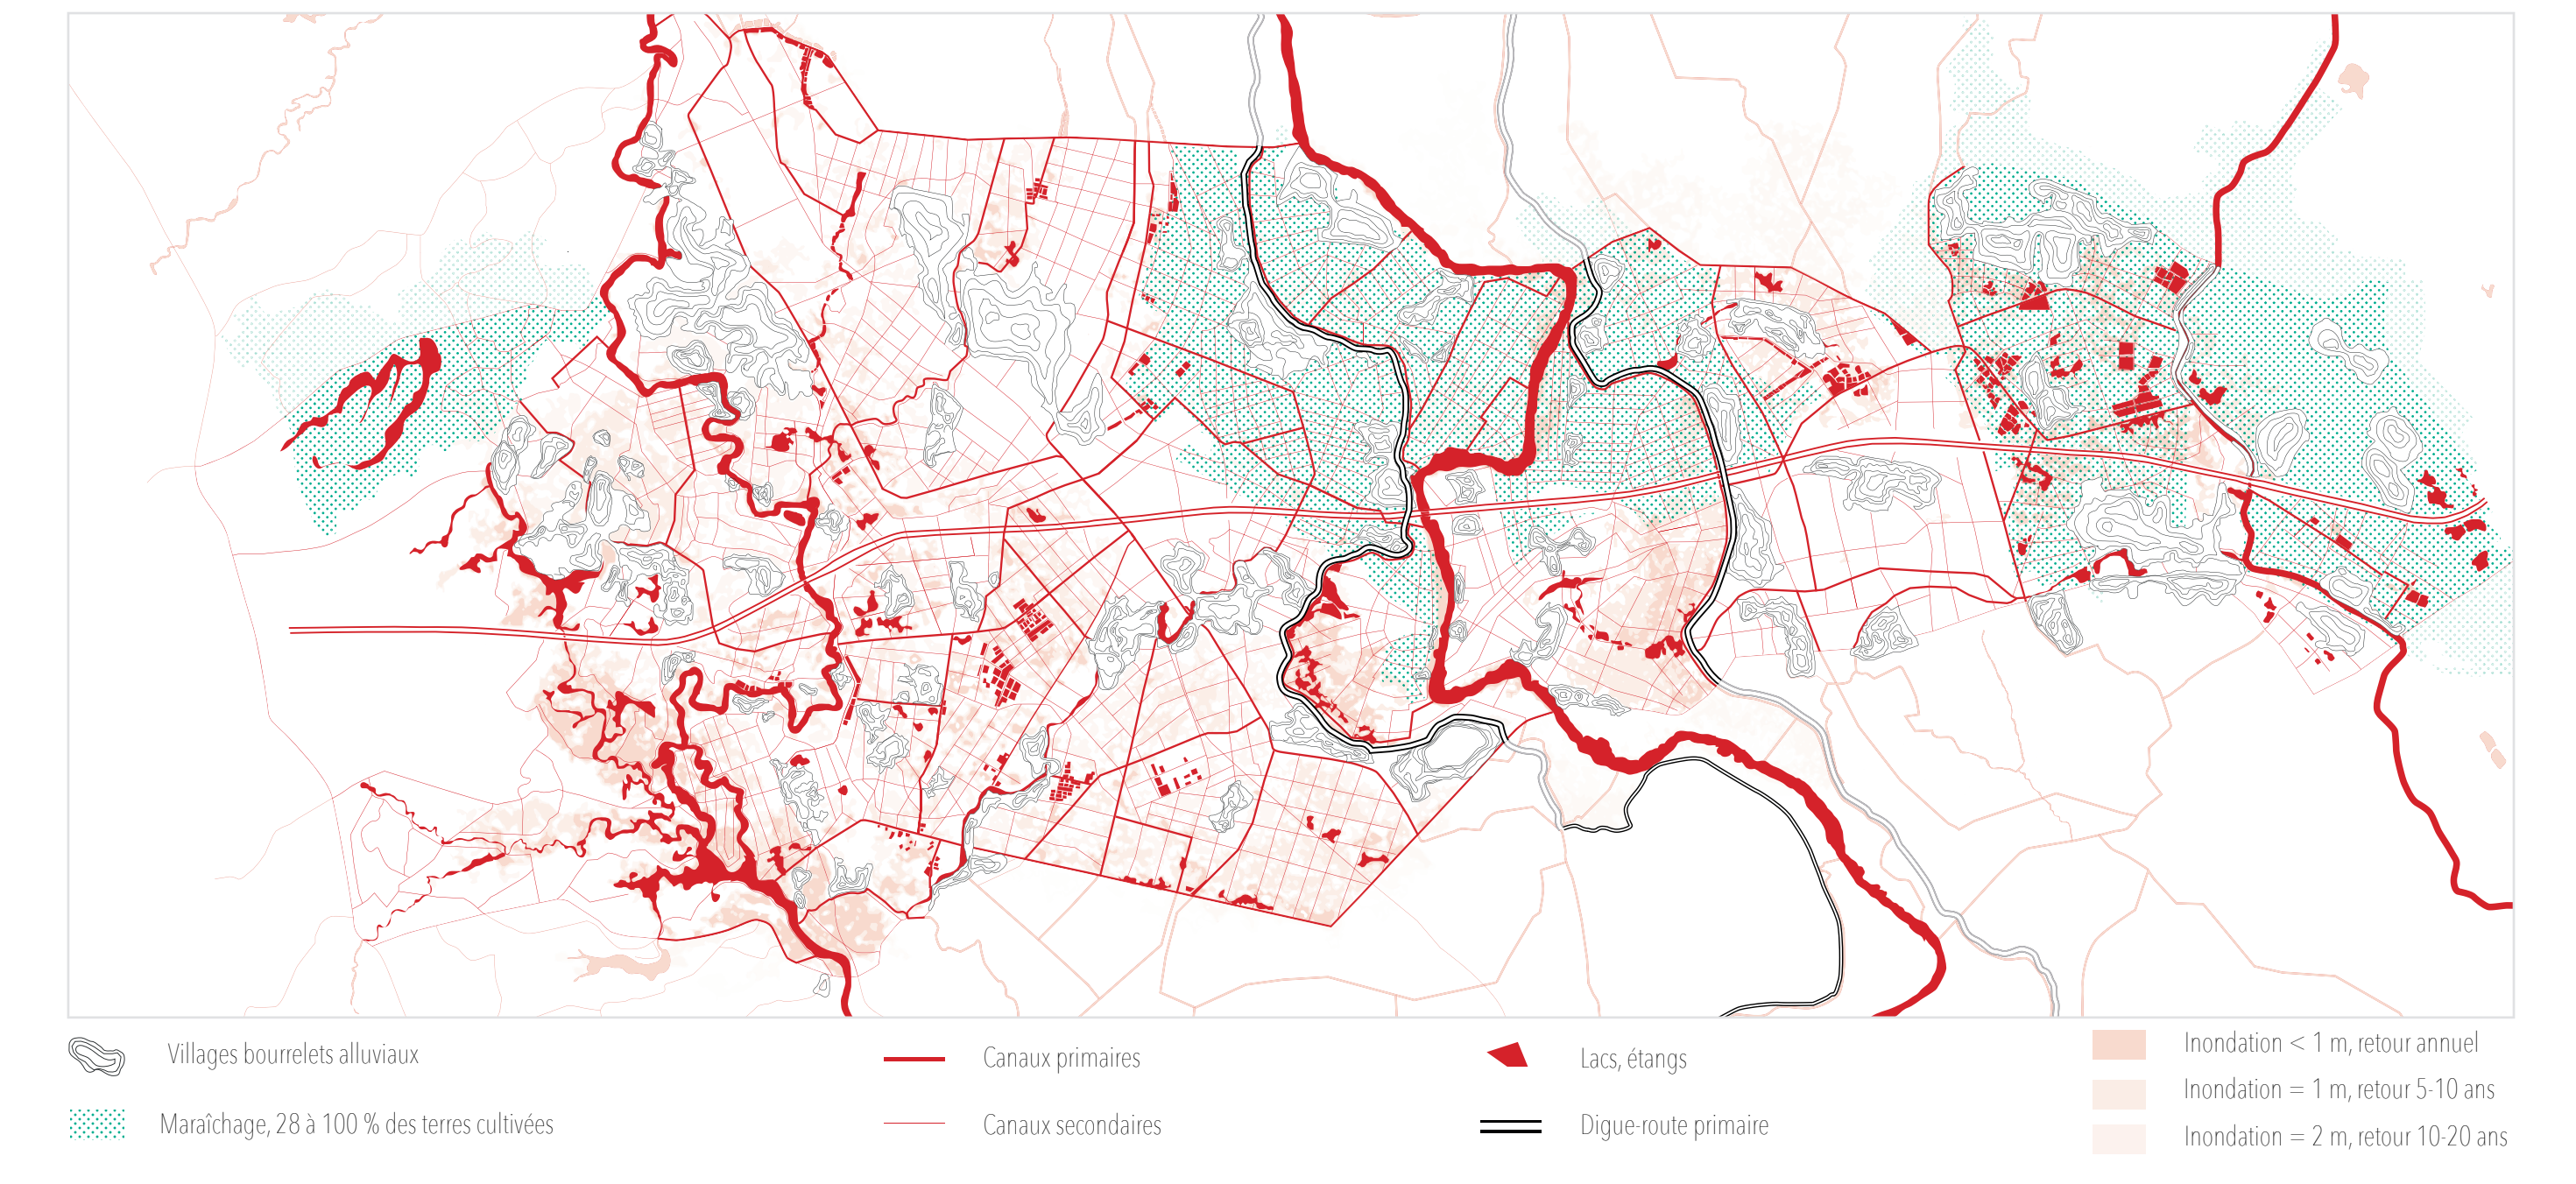 Villages bourrelets alluviaux
Maraîchage, 28 à 100 % des terres cultivées
Canaux primaires
Canaux secondaires
Lacs, étangs
Digue-route primaire
Inondation < 1 m, retour annuel
Inondation = 1 m, retour 5-10 ans
Inondation = 2 m, retour 10-20 ans